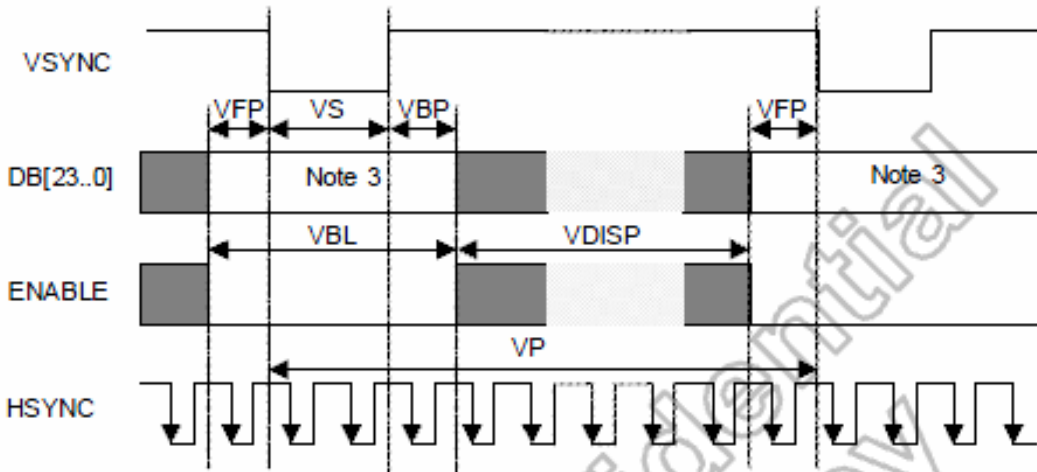 VSYNC
VFP VS VBP VFP
DB[23..0] Note 3 Note 3
VBL VDISP
ENABLE
VP
HSYNC